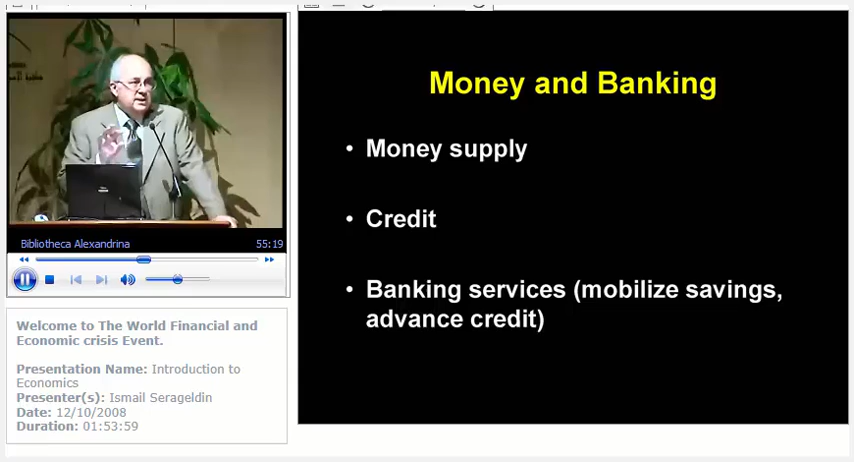 Money and Banking
• Money supply
• Credit
• Banking services (mobilize savings,
advance credit)
Bibliotheca Alexandrina 55:19
Welcome to The World Financial and
Economic crisis Event.
Presentation Name: Introduction to
Economics
Presenter(s): Ismail Serageldin
Date: 12/10/2008
Duration: 01:53:59